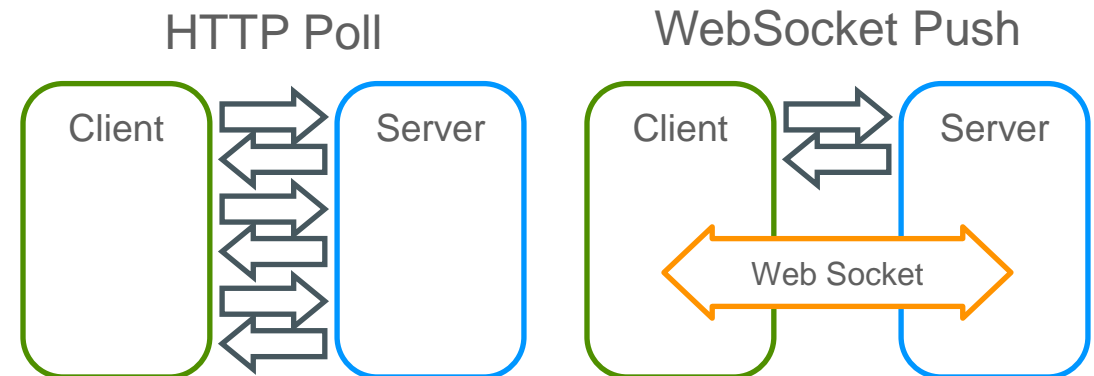 HTTP Poll
WebSocket Push
Client
Server
Client
Server
Web Socket